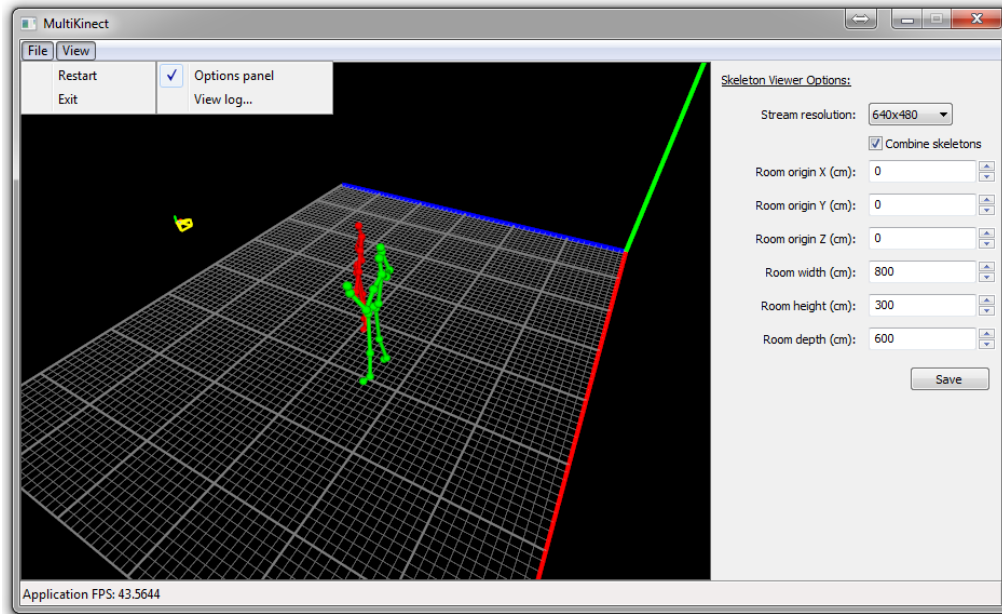 MultiKinect
File View
Restart
Exit
Options panel
View log...
Skeleton Viewer Options:
Stream resolution: 640x480
Combine skeletons
Room origin X (cm): 0
Room origin Y (cm): 0
Room origin Z (cm): 0
Room width (cm): 800
Room height (cm): 300
Room depth (cm): 600
Save
Application FPS: 43.5644